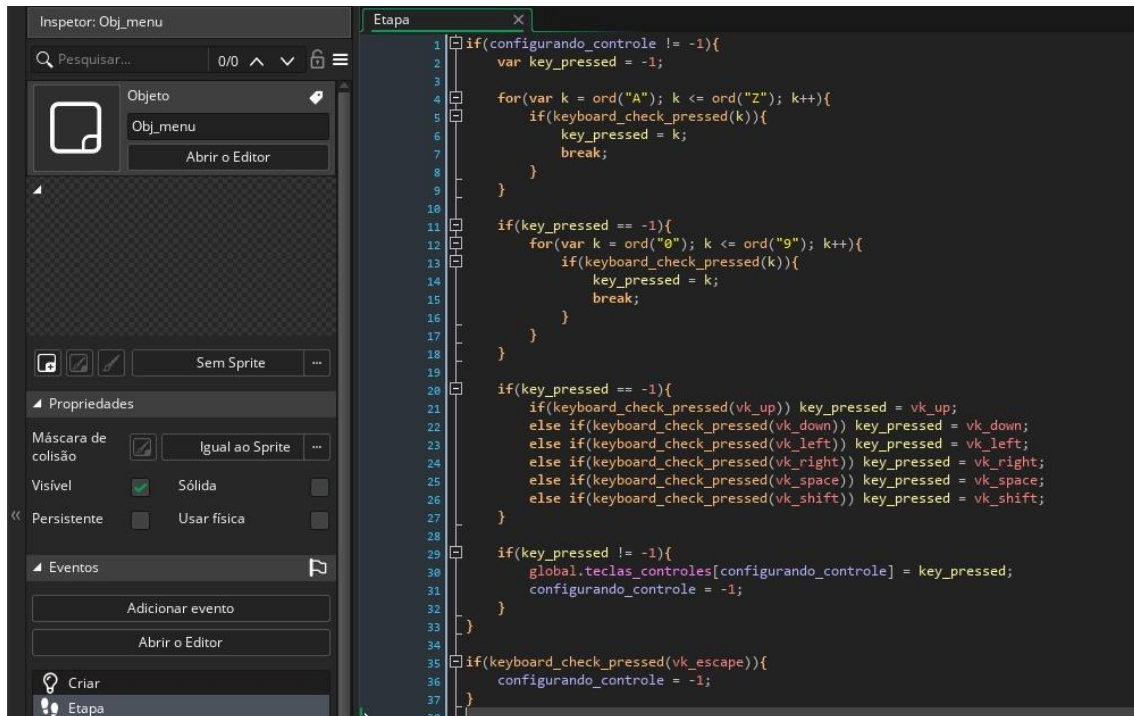 Inspetor: Obj_menu
Pesquisar...
0/0
Objeto
Obj_menu
Abrir o Editor
Sem Sprite
...
Propriedades
Máscara de colisão
Igual ao Sprite
...
Visível
Sólida
Persistente
Usar física
Eventos
Adicionar evento
Abrir o Editor
Criar
Etapa
Etapa
1 if(configurando_controle != -1){
2 var key_pressed = -1;
3
4 for(var k = ord("A"); k <= ord("Z"); k++){
5 if(keyboard_check_pressed(k)){
6 key_pressed = k;
7 break;
8 }
9 }
10
11 if(key_pressed == -1){
12 for(var k = ord("0"); k <= ord("9"); k++){
13 if(keyboard_check_pressed(k)){
14 key_pressed = k;
15 break;
16 }
17 }
18 }
19
20 if(key_pressed == -1){
21 if(keyboard_check_pressed(vk_up)) key_pressed = vk_up;
22 else if(keyboard_check_pressed(vk_down)) key_pressed = vk_down;
23 else if(keyboard_check_pressed(vk_left)) key_pressed = vk_left;
24 else if(keyboard_check_pressed(vk_right)) key_pressed = vk_right;
25 else if(keyboard_check_pressed(vk_space)) key_pressed = vk_space;
26 else if(keyboard_check_pressed(vk_shift)) key_pressed = vk_shift;
27 }
28
29 if(key_pressed != -1){
30 global.teclas_controles[configurando_controle] = key_pressed;
31 configurando_controle = -1;
32 }
33 }
34
35 if(keyboard_check_pressed(vk_escape)){
36 configurando_controle = -1;
37 }